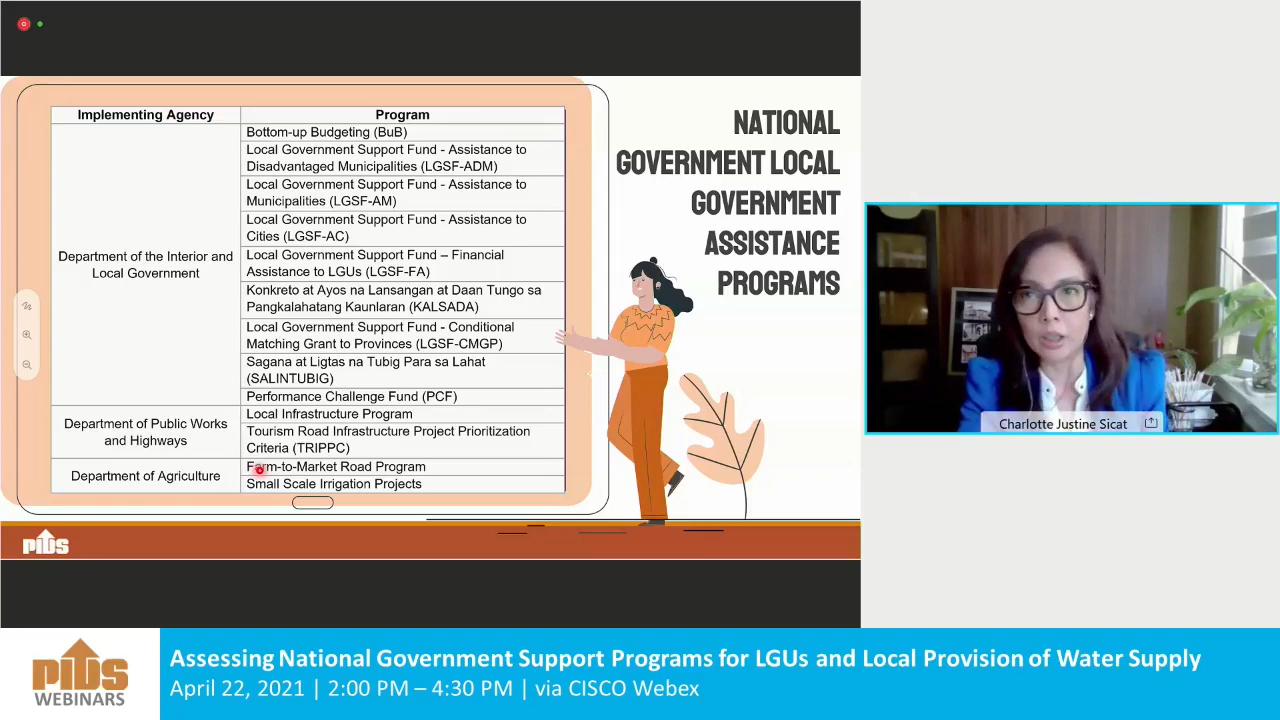 Implementing Agency
Program
Department of the Interior and
Local Government
Bottom-up Budgeting (BuB)
Local Government Support Fund - Assistance to
Disadvantaged Municipalities (LGSF-ADM)
Local Government Support Fund - Assistance to
Municipalities (LGSF-AM)
Local Government Support Fund - Assistance to
Cities (LGSF-AC)
Local Government Support Fund – Financial
Assistance to LGUs (LGSF-FA)
Konkreto at Ayos na Lansangan at Daan Tungo sa
Pangkalahatang Kaunlaran (KALSADA)
Local Government Support Fund - Conditional
Matching Grant to Provinces (LGSF-CMGP)
Sagana at Ligtas na Tubig Para sa Lahat
(SALINTUBIG)
Performance Challenge Fund (PCF)
Department of Public Works
and Highways
Local Infrastructure Program
Tourism Road Infrastructure Project Prioritization
Criteria (TRIPPC)
Department of Agriculture
Farm-to-Market Road Program
Small Scale Irrigation Projects
NATIONAL
GOVERNMENT LOCAL
GOVERNMENT
ASSISTANCE
PROGRAMS
PIDS
Charlotte Justine Sicat
PIDS
WEBINARS
Assessing National Government Support Programs for LGUs and Local Provision of Water Supply
April 22, 2021 | 2:00 PM – 4:30 PM | via CISCO Webex